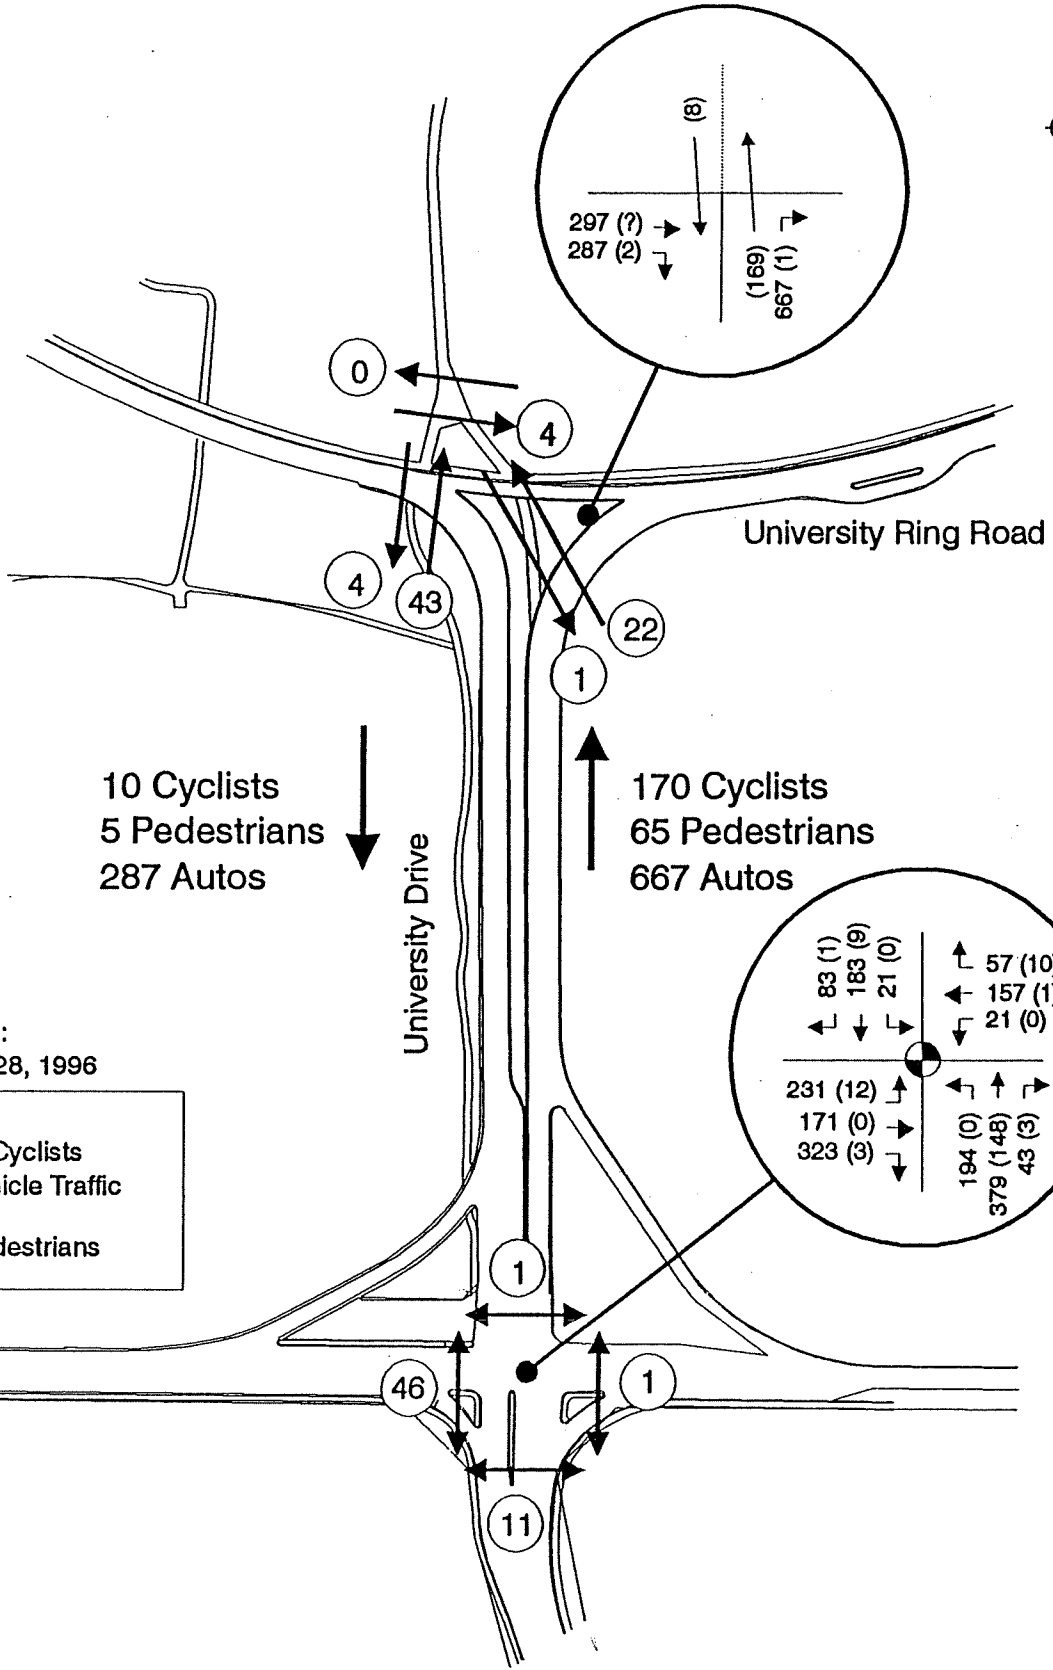 (8)
297 (?)
287 (2)
(169)
667 (1)
0
4
University Ring Road
4
43
22
1
10 Cyclists
5 Pedestrians
287 Autos
170 Cyclists
65 Pedestrians
667 Autos
University Drive
83 (1)
183 (9)
21 (0)
57 (10)
157 (1)
21 (0)
:
28, 1996
231 (12)
171 (0)
323 (3)
194 (0)
379 (148)
43 (3)
Cyclists
icle Traffic
destrians
1
46
1
11